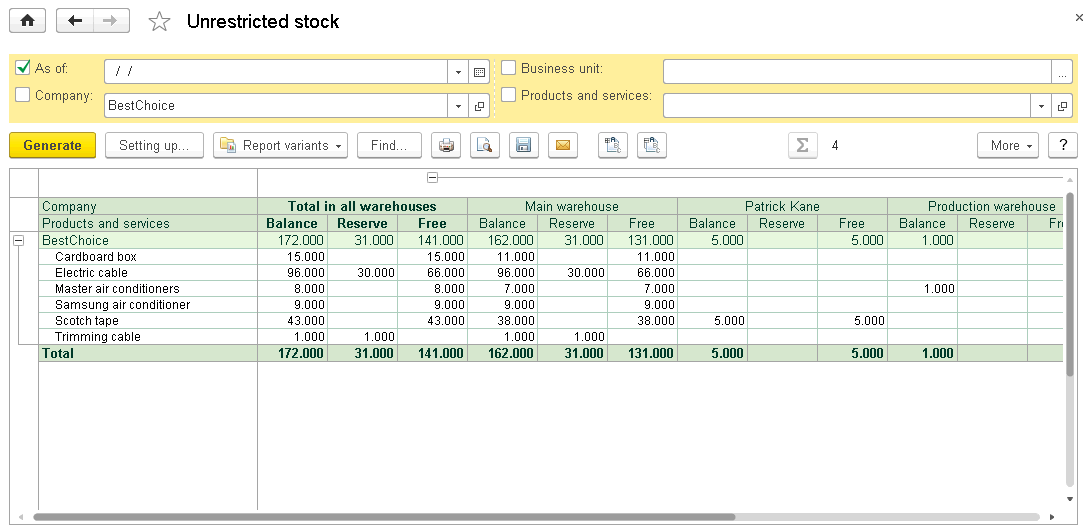 Unrestricted stock
×
As of: / / Business unit: ...
Company: BestChoice Products and services:
Generate Setting up... Report variants Find... Σ 4 More ?
Company Total in all warehouses Main warehouse Patrick Kane Production warehouse
Products and services Balance Reserve Free Balance Reserve Free Balance Reserve Free Balance Reserve Fr
BestChoice 172.000 31.000 141.000 162.000 31.000 131.000 5.000 5.000 1.000
Cardboard box 15.000 15.000 11.000 11.000
Electric cable 96.000 30.000 66.000 96.000 30.000 66.000
Master air conditioners 8.000 8.000 7.000 7.000 1.000
Samsung air conditioner 9.000 9.000 9.000 9.000
Scotch tape 43.000 43.000 38.000 38.000 5.000 5.000
Trimming cable 1.000 1.000 1.000 1.000
Total 172.000 31.000 141.000 162.000 31.000 131.000 5.000 5.000 1.000